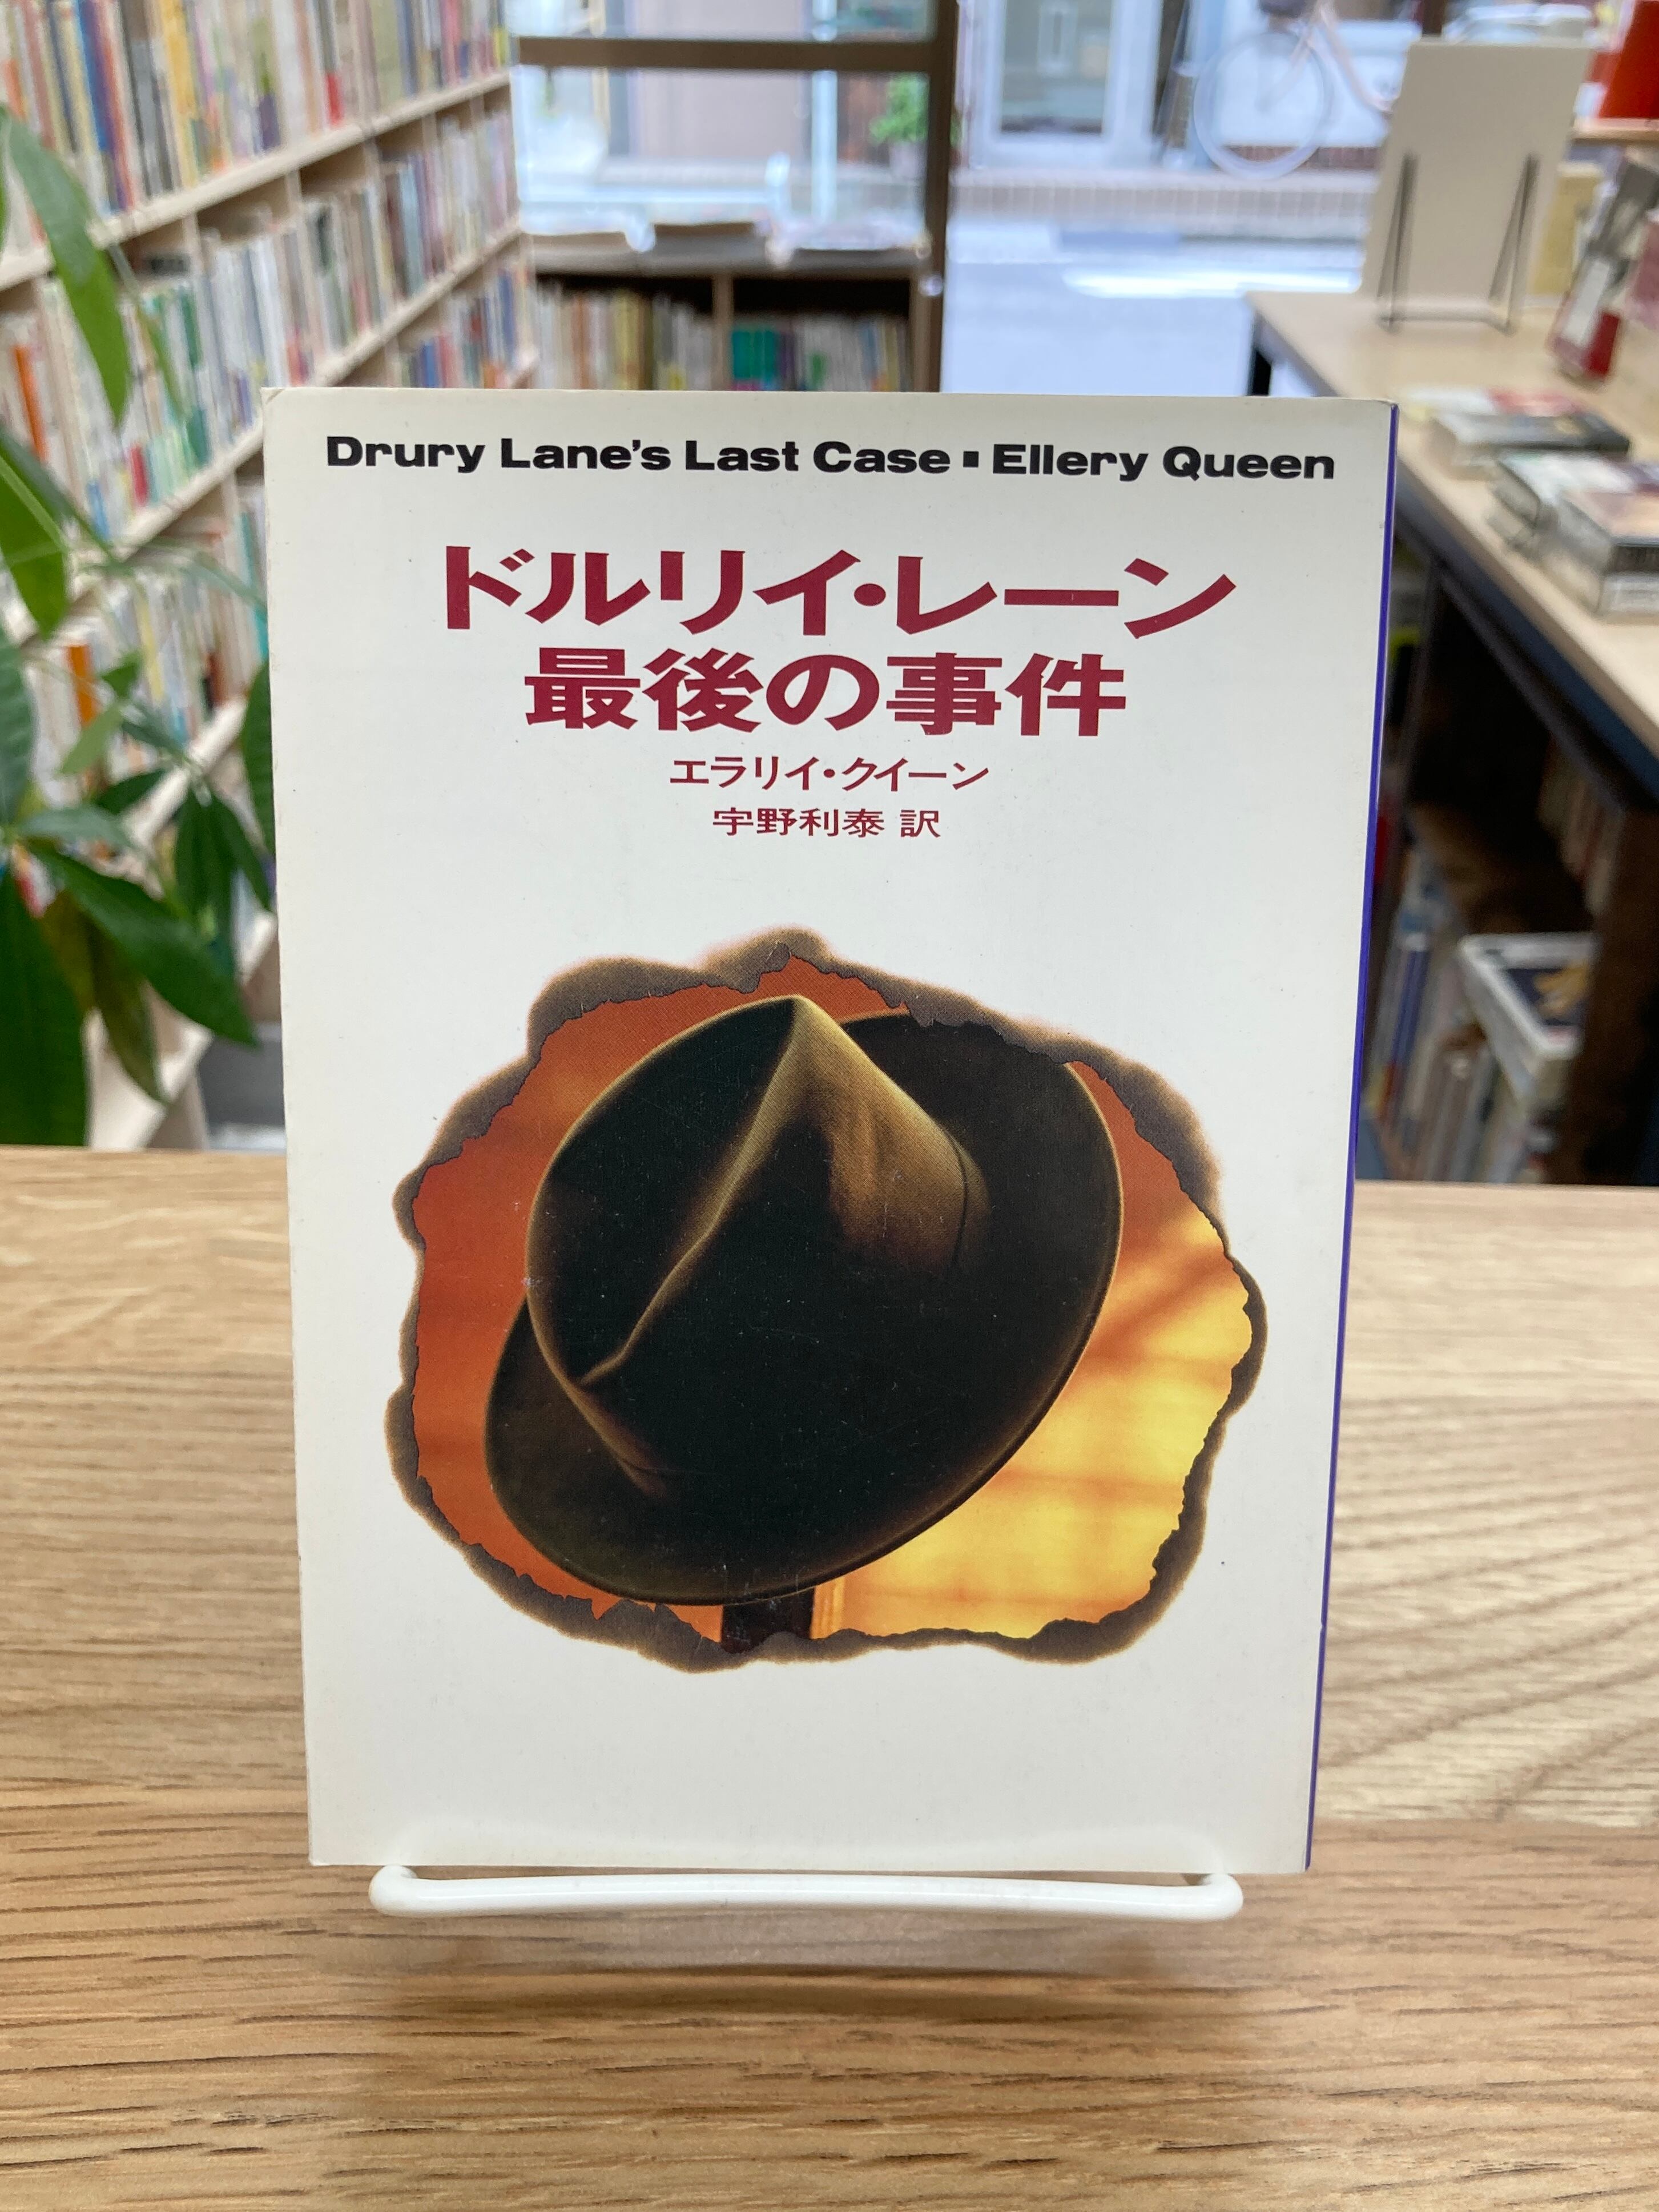 Drury Lane's Last Case ▪ Ellery Queen
ドルリイ・レーン
最後の事件
エラリイ・クイーン
宇野利泰 訳